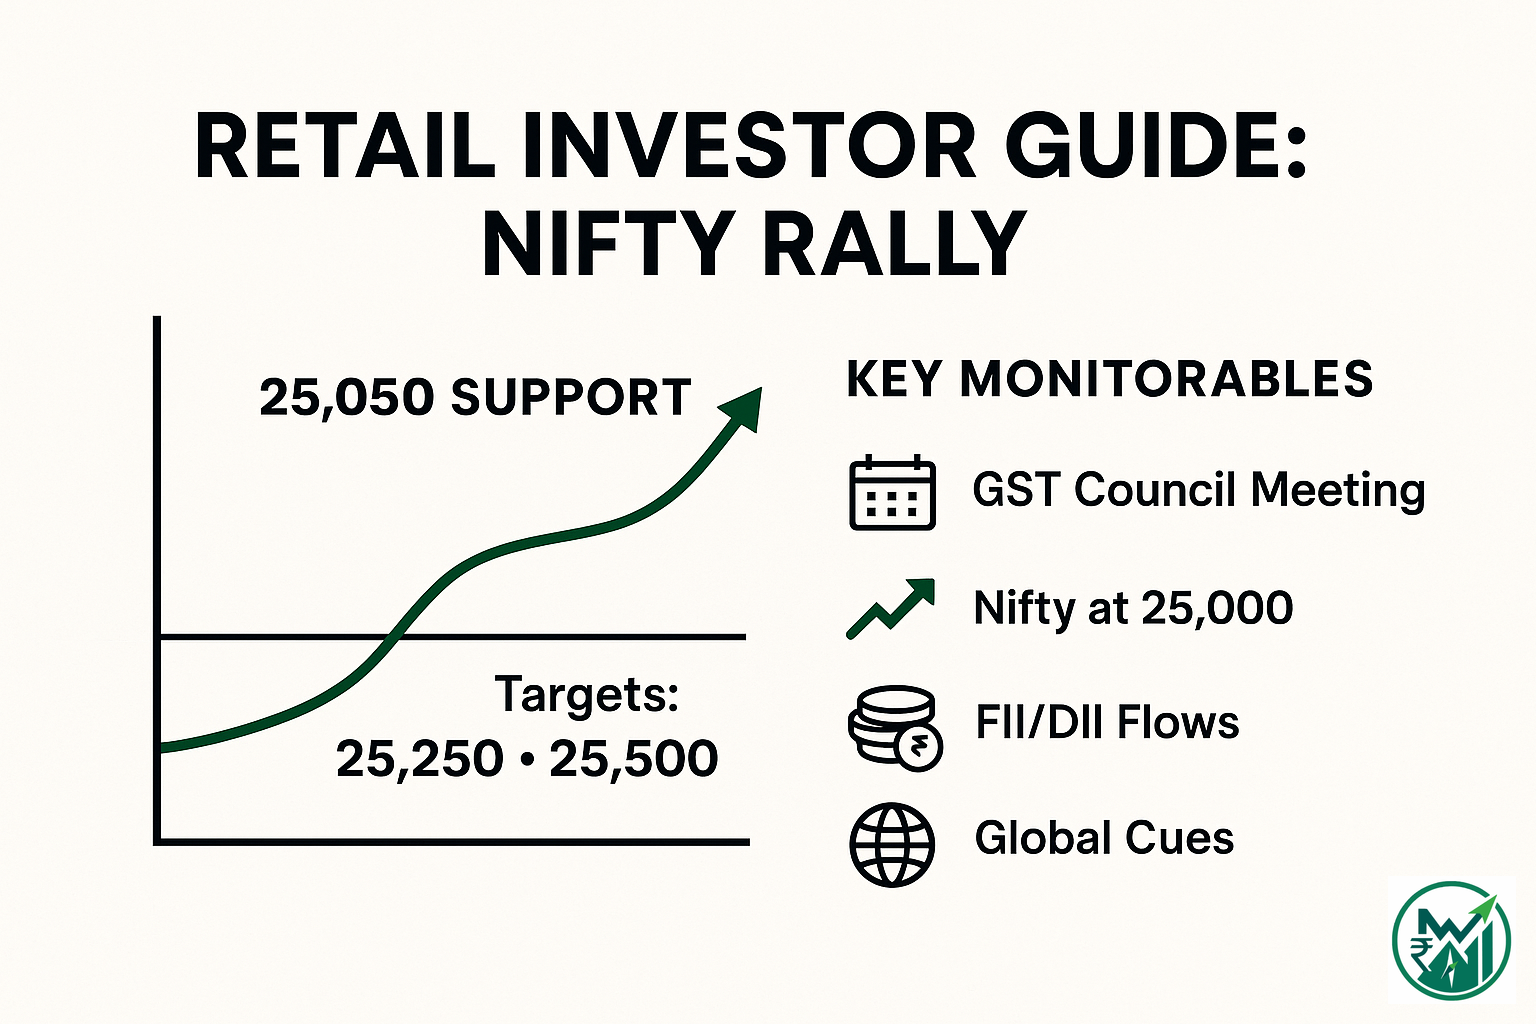 RETAIL INVESTOR GUIDE:
NIFTY RALLY
25,050 SUPPORT
Targets:
25,250 • 25,500
KEY MONITORABLES
GST Council Meeting
Nifty at 25,000
₹
FII/DII Flows
Global Cues
₹